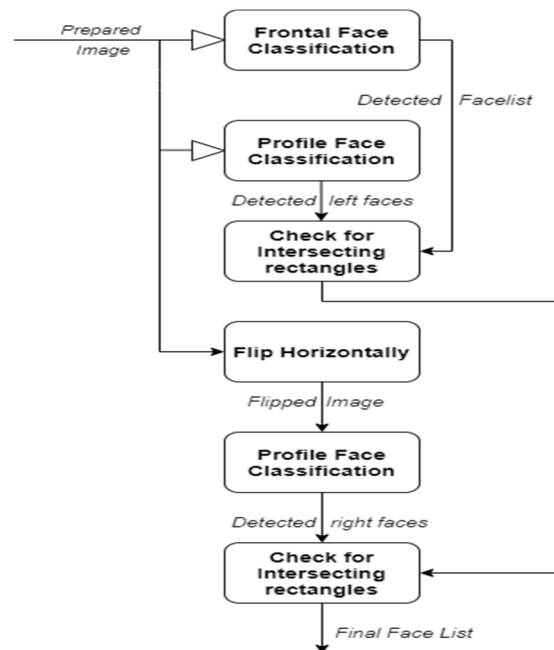 Prepared
Image
Frontal Face
Classification
Detected Facelist
Profile Face
Classification
Detected left faces
Check for
Intersecting
rectangles
Flip Horizontally
Flipped Image
Profile Face
Classification
Detected right faces
Check for
Intersecting
rectangles
Final Face List